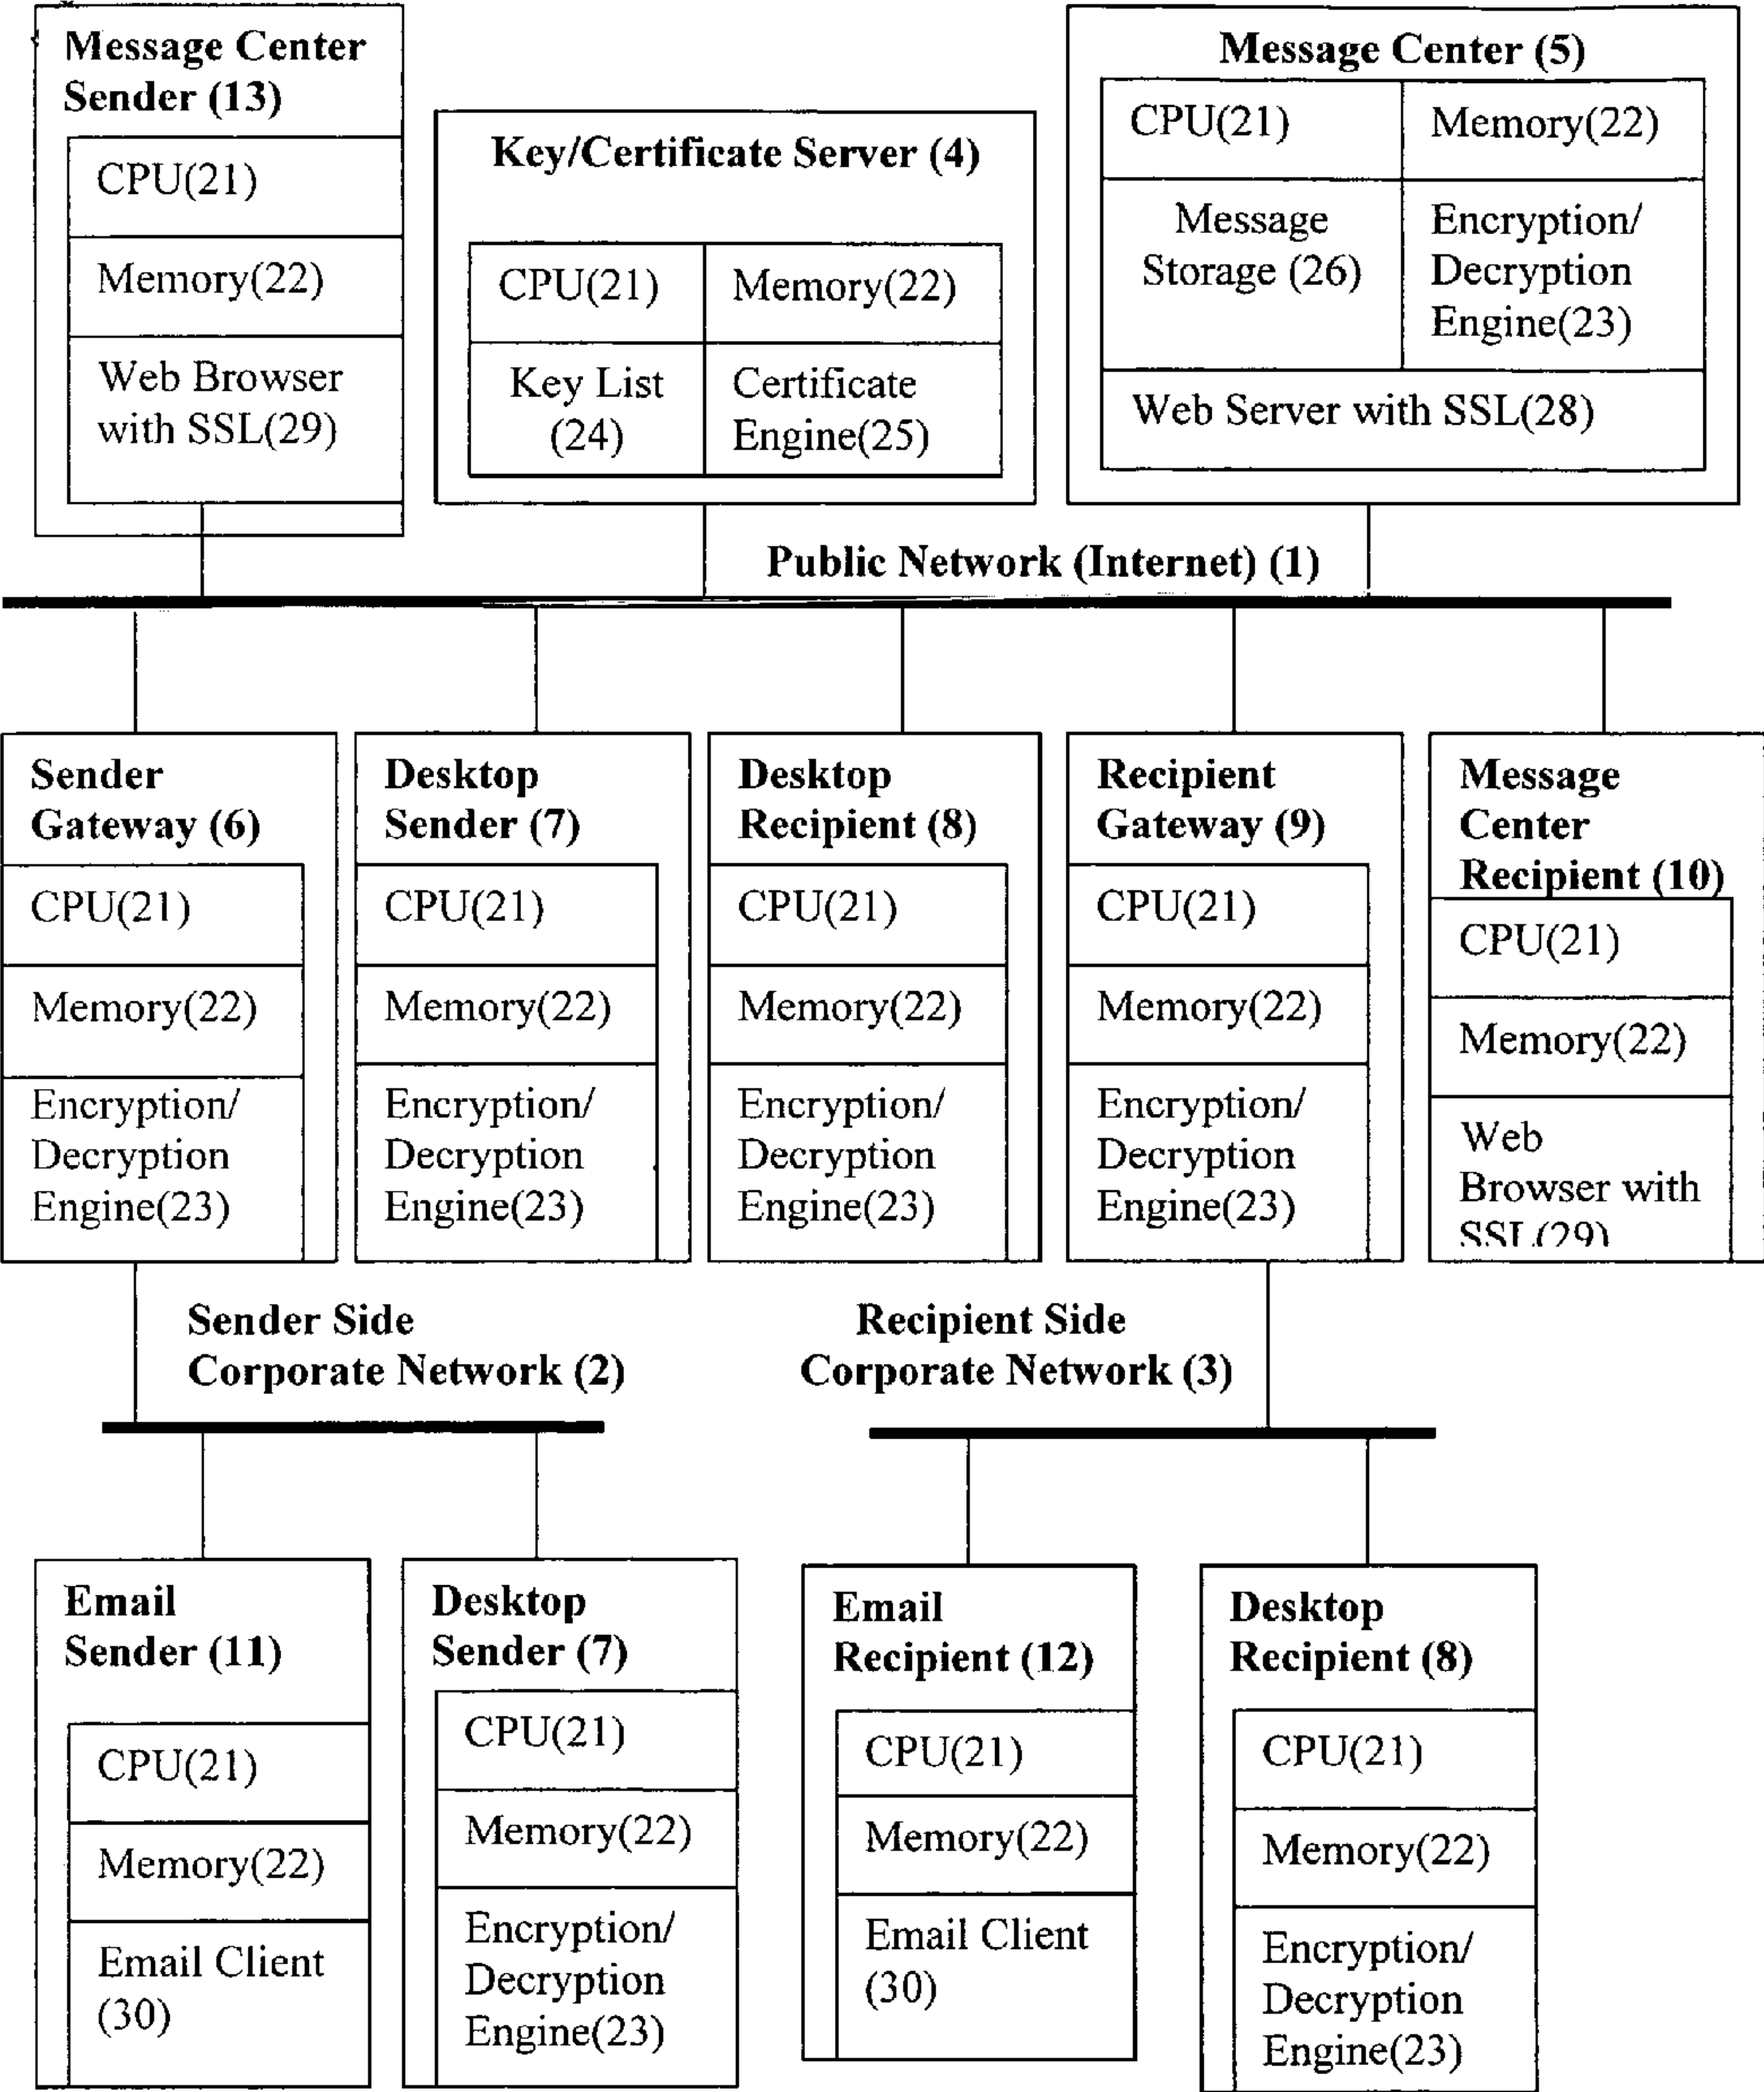 Message Center
Sender (13)
CPU(21)
Memory(22)
Web Browser
with SSL(29)
Key/Certificate Server (4)
CPU(21)
Memory(22)
Key List
(24)
Certificate
Engine(25)
Message Center (5)
CPU(21)
Memory(22)
Message
Storage (26)
Encryption/
Decryption
Engine(23)
Web Server with SSL(28)
Public Network (Internet) (1)
Sender
Gateway (6)
CPU(21)
Memory(22)
Encryption/
Decryption
Engine(23)
Desktop
Sender (7)
CPU(21)
Memory(22)
Encryption/
Decryption
Engine(23)
Desktop
Recipient (8)
CPU(21)
Memory(22)
Encryption/
Decryption
Engine(23)
Recipient
Gateway (9)
CPU(21)
Memory(22)
Encryption/
Decryption
Engine(23)
Message
Center
Recipient (10)
CPU(21)
Memory(22)
Web
Browser with
SSL(29)
Sender Side
Corporate Network (2)
Recipient Side
Corporate Network (3)
Email
Sender (11)
CPU(21)
Memory(22)
Email Client
(30)
Desktop
Sender (7)
CPU(21)
Memory(22)
Encryption/
Decryption
Engine(23)
Email
Recipient (12)
CPU(21)
Memory(22)
Email Client
(30)
Desktop
Recipient (8)
CPU(21)
Memory(22)
Encryption/
Decryption
Engine(23)